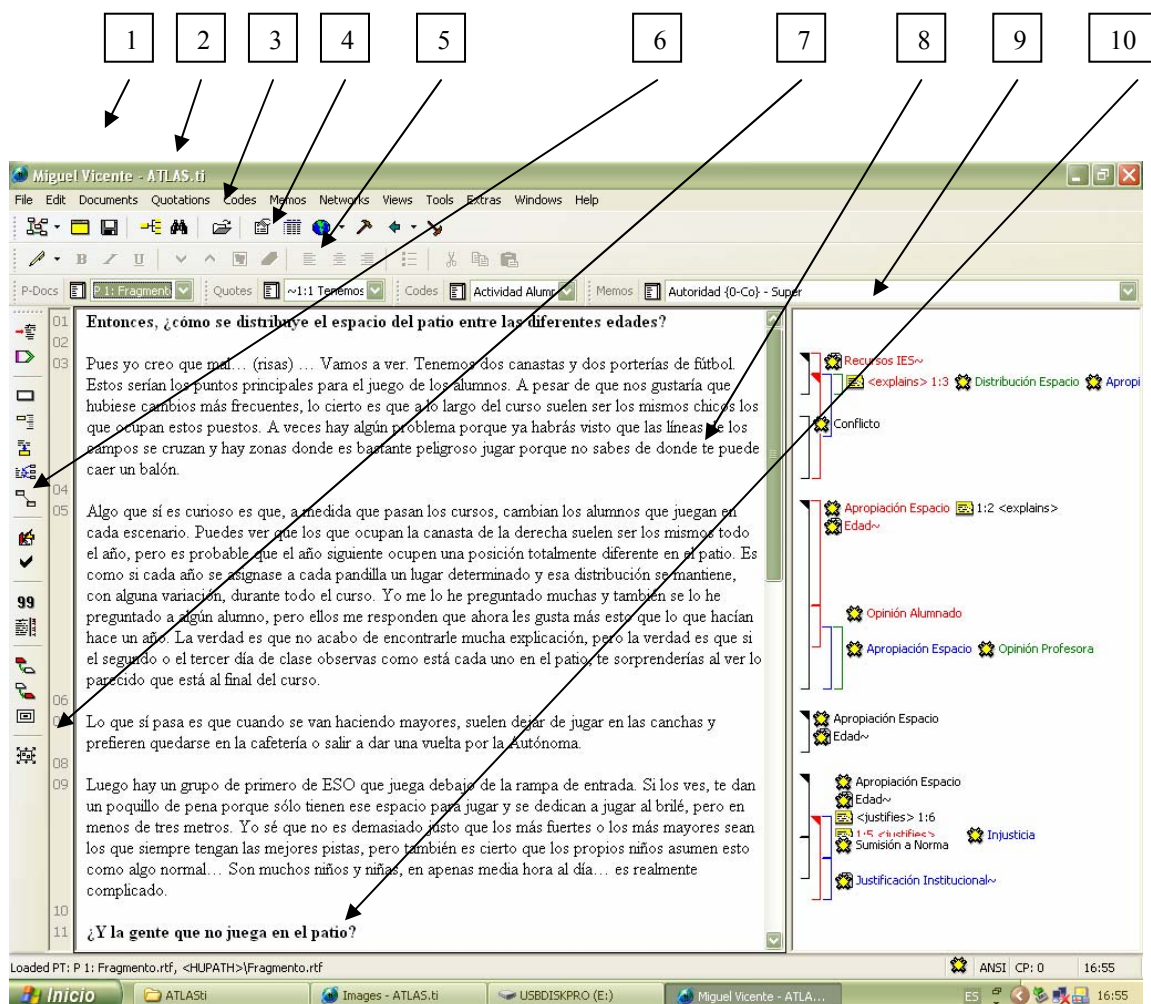 1 2 3 4 5 6 7 8 9 10
Miguel Vicente - ATLAS.ti
File Edit Documents Quotations Codes Memos Networks Views Tools Extras Windows Help
B I U
P-Docs P 1: Fragment Quotes ~1:1 Tenemos Codes Actividad Alumr Memos Autoridad {0-Co} - Super
01 Entonces, ¿cómo se distribuye el espacio del patio entre las diferentes edades?
02
03 Pues yo creo que mal… (risas) … Vamos a ver. Tenemos dos canastas y dos porterías de fútbol.
Estos serían los puntos principales para el juego de los alumnos. A pesar de que nos gustaría que
hubiese cambios más frecuentes, lo cierto es que a lo largo del curso suelen ser los mismos chicos los
que ocupan estos puestos. A veces hay algún problema porque ya habrás visto que las líneas de los
campos se cruzan y hay zonas donde es bastante peligroso jugar porque no sabes de donde te puede
caer un balón.
04
05 Algo que sí es curioso es que, a medida que pasan los cursos, cambian los alumnos que juegan en
cada escenario. Puedes ver que los que ocupan la canasta de la derecha suelen ser los mismos todo
el año, pero es probable que el año siguiente ocupen una posición totalmente diferente en el patio. Es
como si cada año se asignase a cada pandilla un lugar determinado y esa distribución se mantiene,
con alguna variación, durante todo el curso. Yo me lo he preguntado muchas y también se lo he
preguntado a algún alumno, pero ellos me responden que ahora les gusta más esto que lo que hacían
hace un año. La verdad es que no acabo de encontrarle mucha explicación, pero la verdad es que si
el segundo o el tercer día de clase observas como está cada uno en el patio, te sorprenderías al ver lo
parecido que está al final del curso.
06
Lo que sí pasa es que cuando se van haciendo mayores, suelen dejar de jugar en las canchas y
prefieren quedarse en la cafetería o salir a dar una vuelta por la Autónoma.
08
09 Luego hay un grupo de primero de ESO que juega debajo de la rampa de entrada. Si los ves, te dan
un poquillo de pena porque sólo tienen ese espacio para jugar y se dedican a jugar al brilé, pero en
menos de tres metros. Yo sé que no es demasiado justo que los más fuertes o los más mayores sean
los que siempre tengan las mejores pistas, pero también es cierto que los propios niños asumen esto
como algo normal… Son muchos niños y niñas, en apenas media hora al día… es realmente
complicado.
10
11 ¿Y la gente que no juega en el patio?
99
Recursos IES~
<explains> 1:3 Distribución Espacio Apropi
Conflicto
Apropiación Espacio 1:2 <explains>
Edad~
Opinión Alumnado
Apropiación Espacio Opinión Profesora
Apropiación Espacio
Edad~
Apropiación Espacio
Edad~
<justifies> 1:6
1:5 <justifies> Injusticia
Sumisión a Norma
Justificación Institucional~
Loaded PT: P 1: Fragmento.rtf, <HUPATH>\Fragmento.rtf ANSI CP: 0 16:55
Inicio ATLASti Images - ATLAS.ti USBDISKPRO (E:) Miguel Vicente - ATLA... ES 16:55